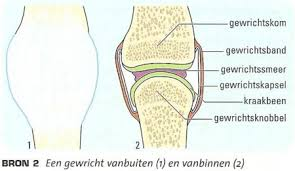 gewrichtskom
gewrichtsband
gewrichtssmeer
gewrichtskapsel
kraakbeen
gewrichtsknobbel
1
2
BRON 2 Een gewricht vanbuiten (1) en vanbinnen (2)